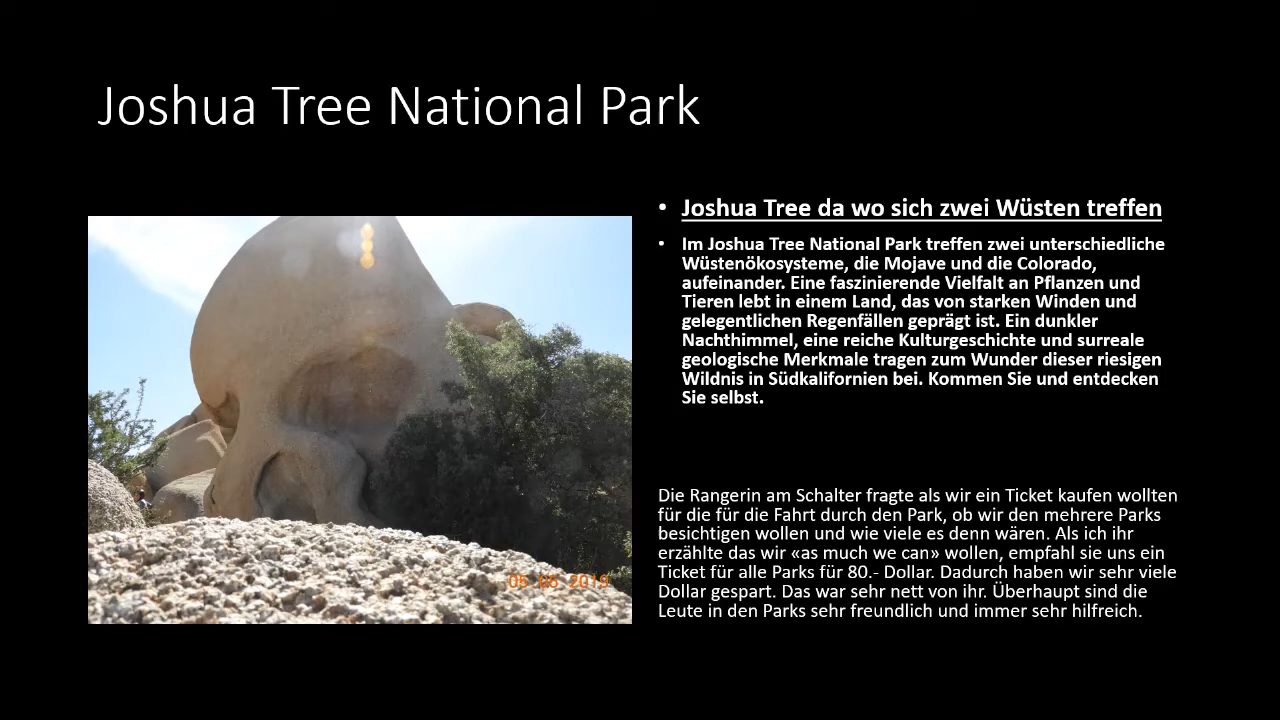 Joshua Tree National Park
• Joshua Tree da wo sich zwei Wüsten treffen
• Im Joshua Tree National Park treffen zwei unterschiedliche
Wüstenökosysteme, die Mojave und die Colorado,
aufeinander. Eine faszinierende Vielfalt an Pflanzen und
Tieren lebt in einem Land, das von starken Winden und
gelegentlichen Regenfällen geprägt ist. Ein dunkler
Nachthimmel, eine reiche Kulturgeschichte und surreale
geologische Merkmale tragen zum Wunder dieser riesigen
Wildnis in Südkalifornien bei. Kommen Sie und entdecken
Sie selbst.
Die Rangerin am Schalter fragte als wir ein Ticket kaufen wollten
für die für die Fahrt durch den Park, ob wir den mehrere Parks
besichtigen wollen und wie viele es denn wären. Als ich ihr
erzählte das wir «as much we can» wollen, empfahl sie uns ein
Ticket für alle Parks für 80.- Dollar. Dadurch haben wir sehr viele
Dollar gespart. Das war sehr nett von ihr. Überhaupt sind die
Leute in den Parks sehr freundlich und immer sehr hilfreich.